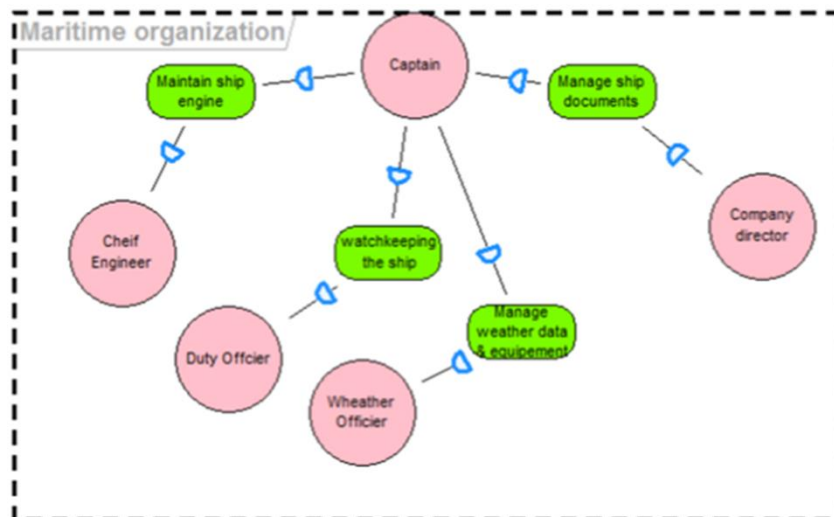 Maritime organization
Captain
Maintain ship
engine
Manage ship
documents
Company
director
Cheif
Engineer
watchkeeping
the ship
Manage
weather data
& equipement
Duty Offcier
Wheather
Officier